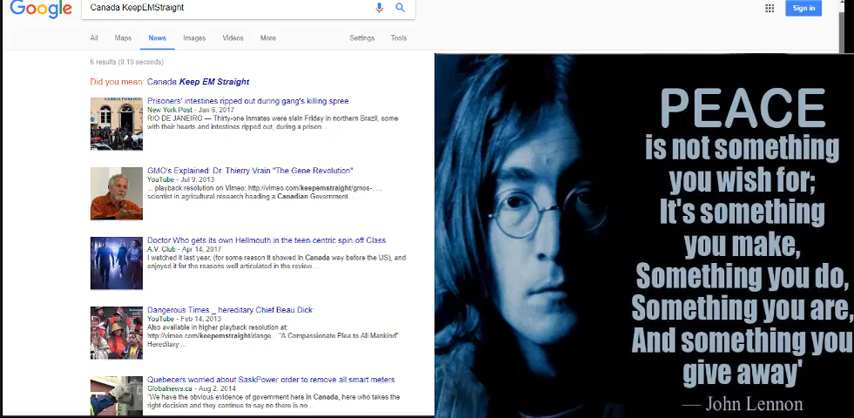 Google
Canada KeepEMStraight
Sign in
All Maps News Images Videos More Settings Tools
6 results (0.19 seconds)
Did you mean: Canada Keep EM Straight
Prisoners' intestines ripped out during gang's killing spree
New York Post - Jan 6, 2017
RIO DE JANEIRO — Thirty-one inmates were slain Friday in northern Brazil, some
with their hearts and intestines ripped out, during a prison...
GMO's Explained: Dr. Thierry Vrain "The Gene Revolution"
YouTube - Jul 9, 2013
... playback resolution on Vimeo: http://vimeo.com/keepemstraight/gmos-. ...
scientist in agricultural research heading a Canadian Government ...
Doctor Who gets its own Hellmouth in the teen-centric spin-off Class
A.V. Club - Apr 14, 2017
I watched it last year, (for some reason it showed in Canada way before the US), and
enjoyed it for the reasons well articulated in the review...
Dangerous Times _ hereditary Chief Beau Dick
YouTube - Feb 14, 2013
Also available in higher playback resolution at:
http://vimeo.com/keepemstraight/dange... "A Compassionate Plea to All Mankind"
Hereditary ...
Quebecers worried about SaskPower order to remove all smart meters
Globalnews.ca - Aug 2, 2014
"We have the obvious evidence of government here in Canada, here who takes the
right decision and they continue to say no there is no...
PEACE
is not something
you wish for;
It's something
you make,
Something you do,
Something you are,
And something you
give away'
— John Lennon